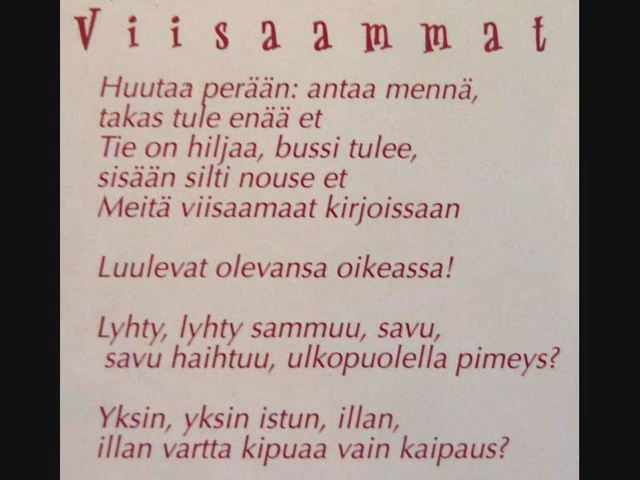 Viisaammat
Huutaa perään: antaa mennä,
takas tule enää et
Tie on hiljaa, bussi tulee,
sisään silti nouse et
Meitä viisaamaat kirjoissaan
Luulevat olevansa oikeassa!
Lyhty, lyhty sammuu, savu,
savu haihtuu, ulkopuolella pimeys?
Yksin, yksin istun, illan,
illan vartta kipuaa vain kaipaus?